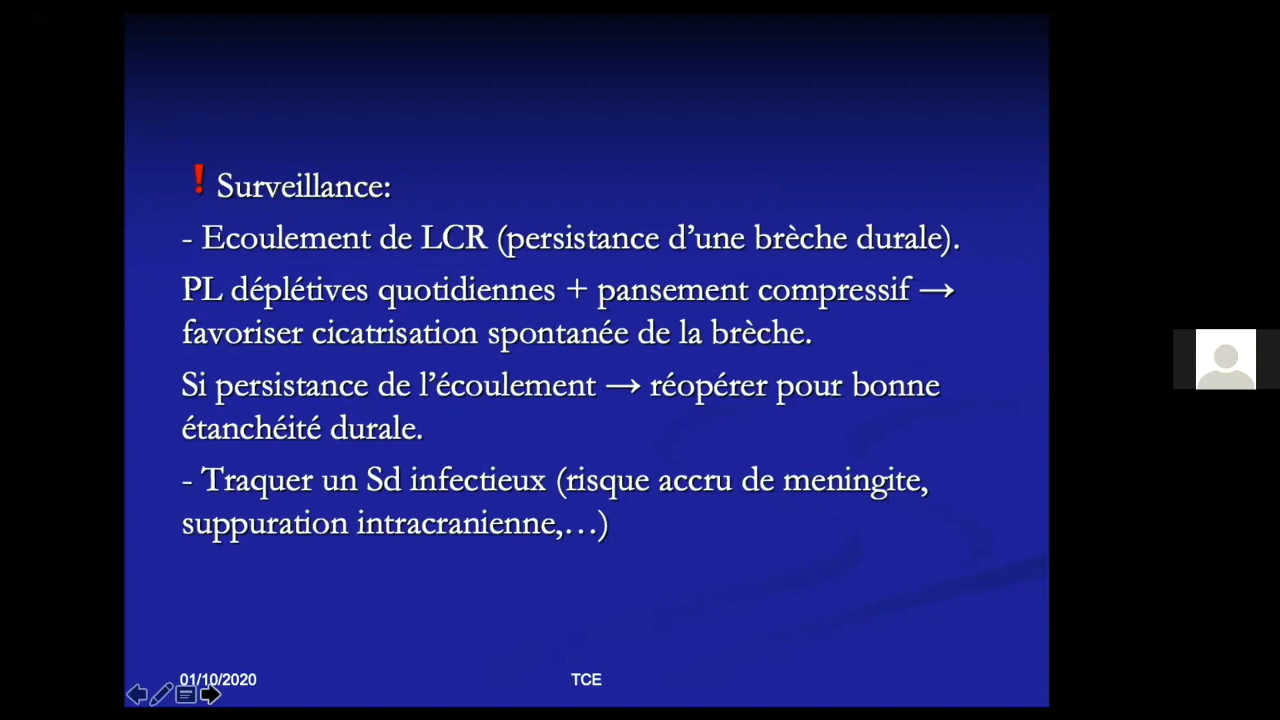 ! Surveillance:
- Ecoulement de LCR (persistance d’une brèche durale).
PL déplétives quotidiennes + pansement compressif →
favoriser cicatrisation spontanée de la brèche.
Si persistance de l’écoulement → réopérer pour bonne
étanchéité durale.
- Traquer un Sd infectieux (risque accru de meningite,
suppuration intracranienne,…)
01/10/2020
TCE